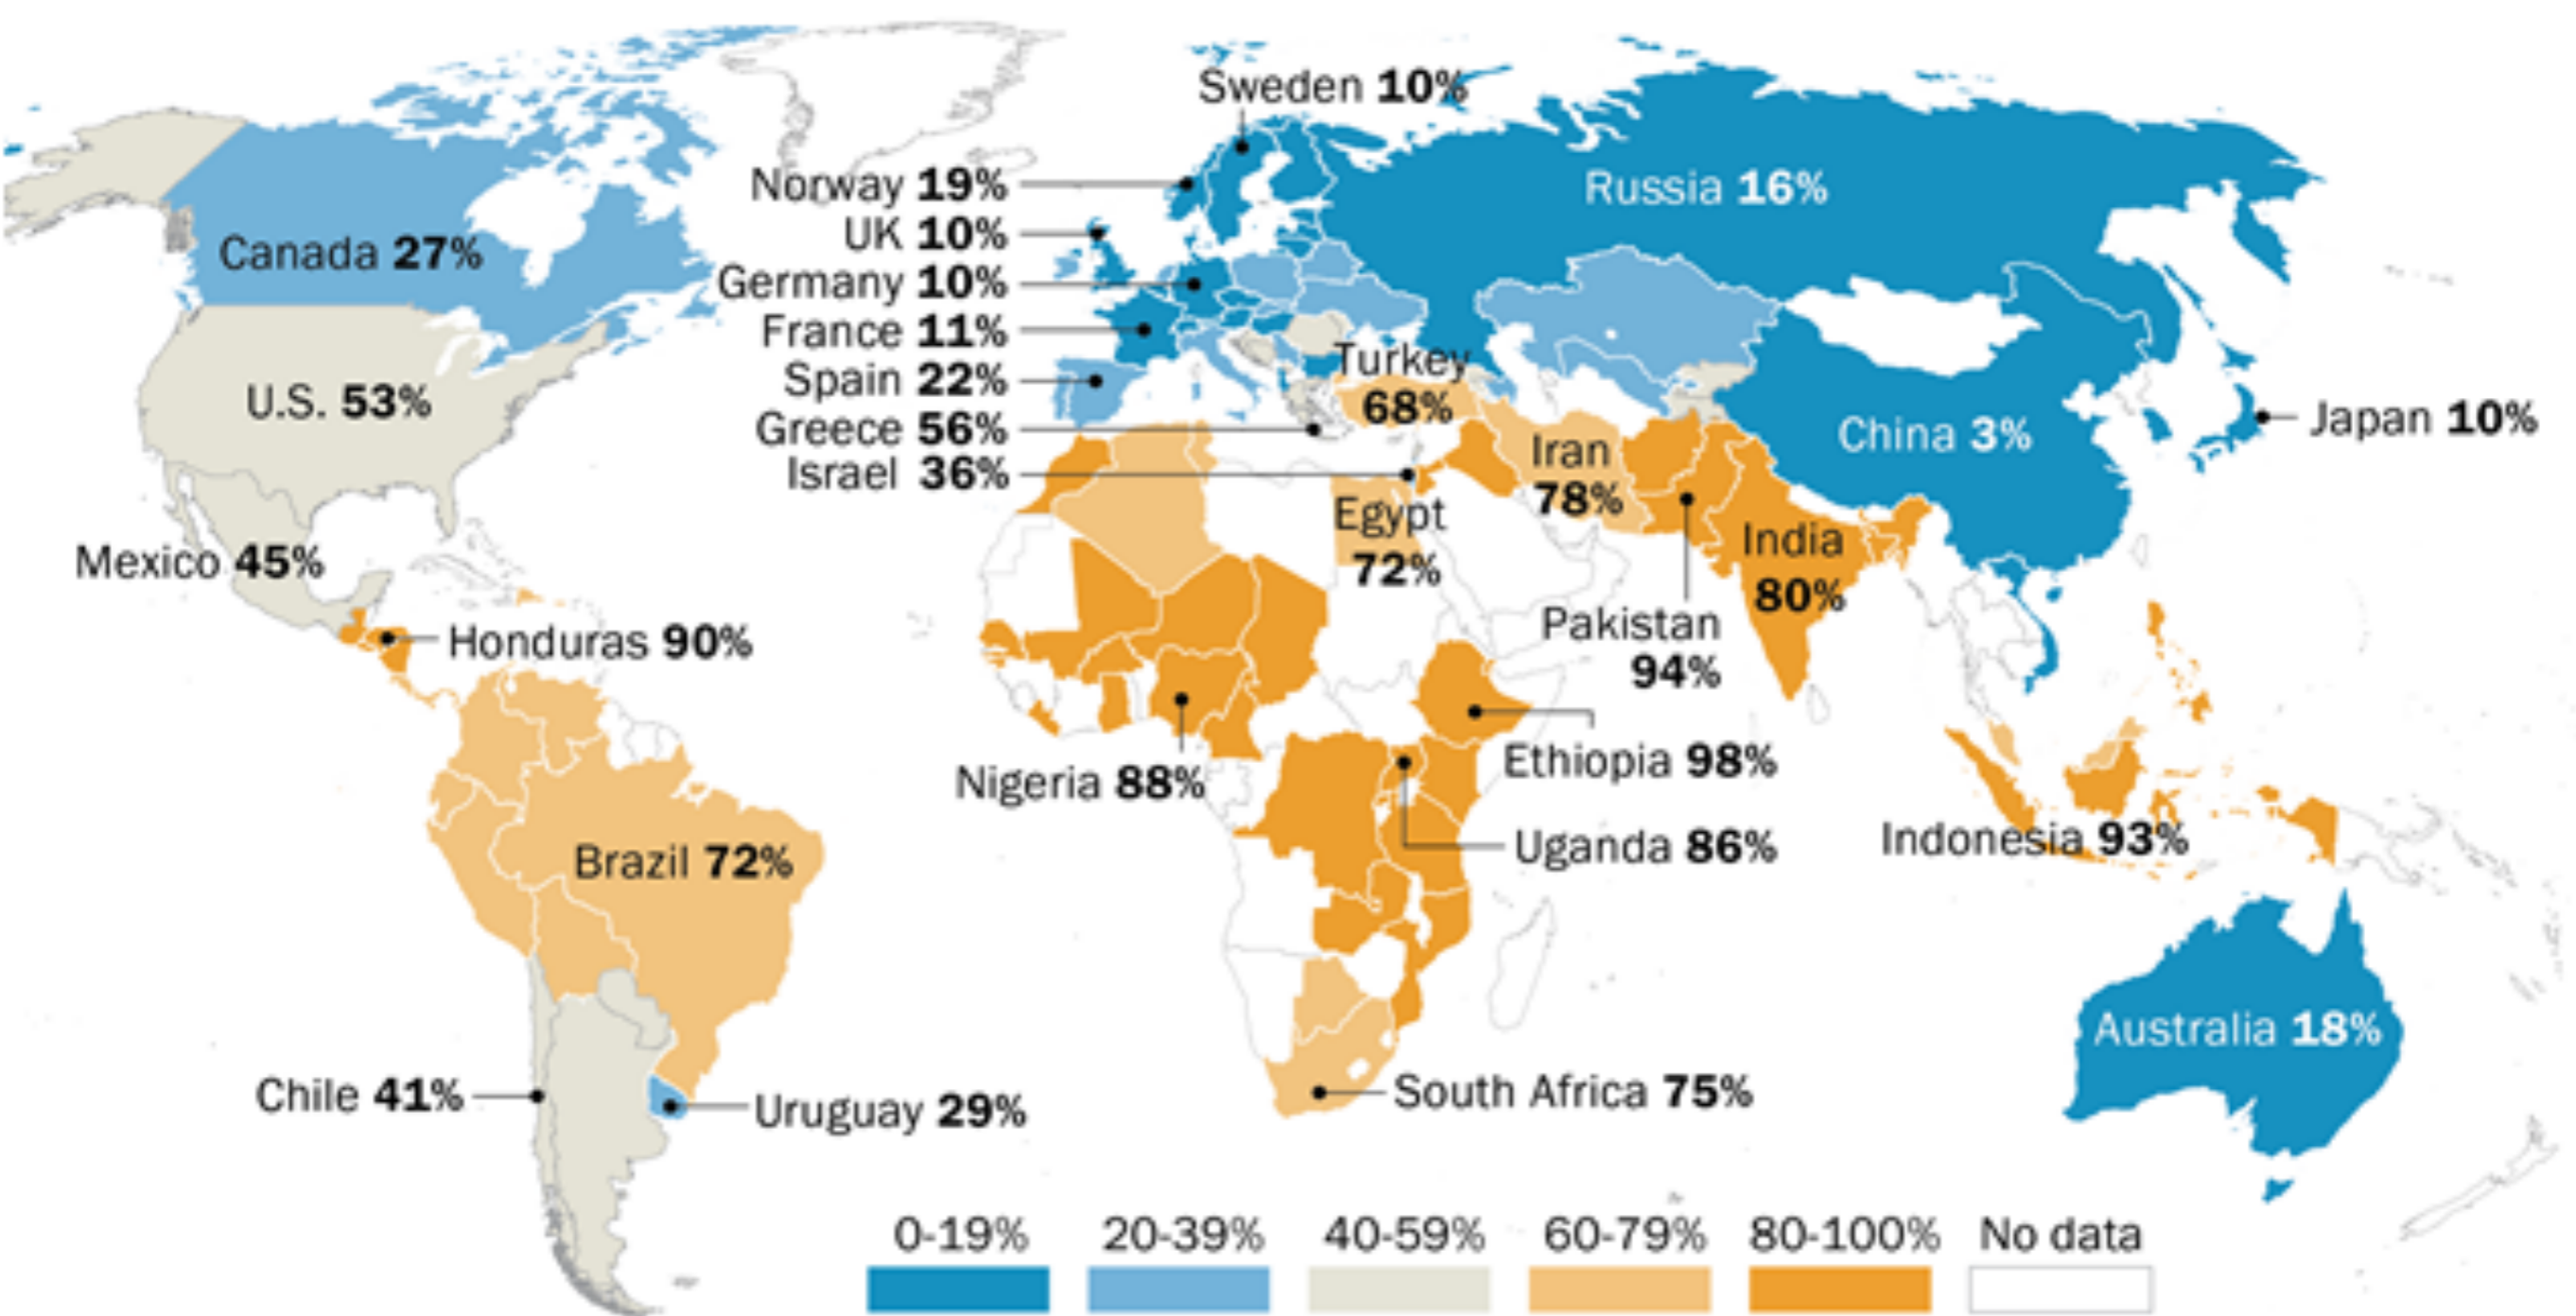 Sweden 10%
Norway 19%
Russia 16%
UK 10%
Canada 27%
Germany 10%
France 11%
Turkey
68%
Spain 22%
U.S. 53%
Greece 56%
China 3%
Japan 10%
Israel 36%
Iran
78%
Egypt
72%
India
80%
Mexico 45%
Pakistan
94%
Honduras 90%
Ethiopia 98%
Nigeria 88%
Uganda 86%
Indonesia 93%
Brazil 72%
Australia 18%
Chile 41%
Uruguay 29%
South Africa 75%
0-19% 20-39% 40-59% 60-79% 80-100% No data